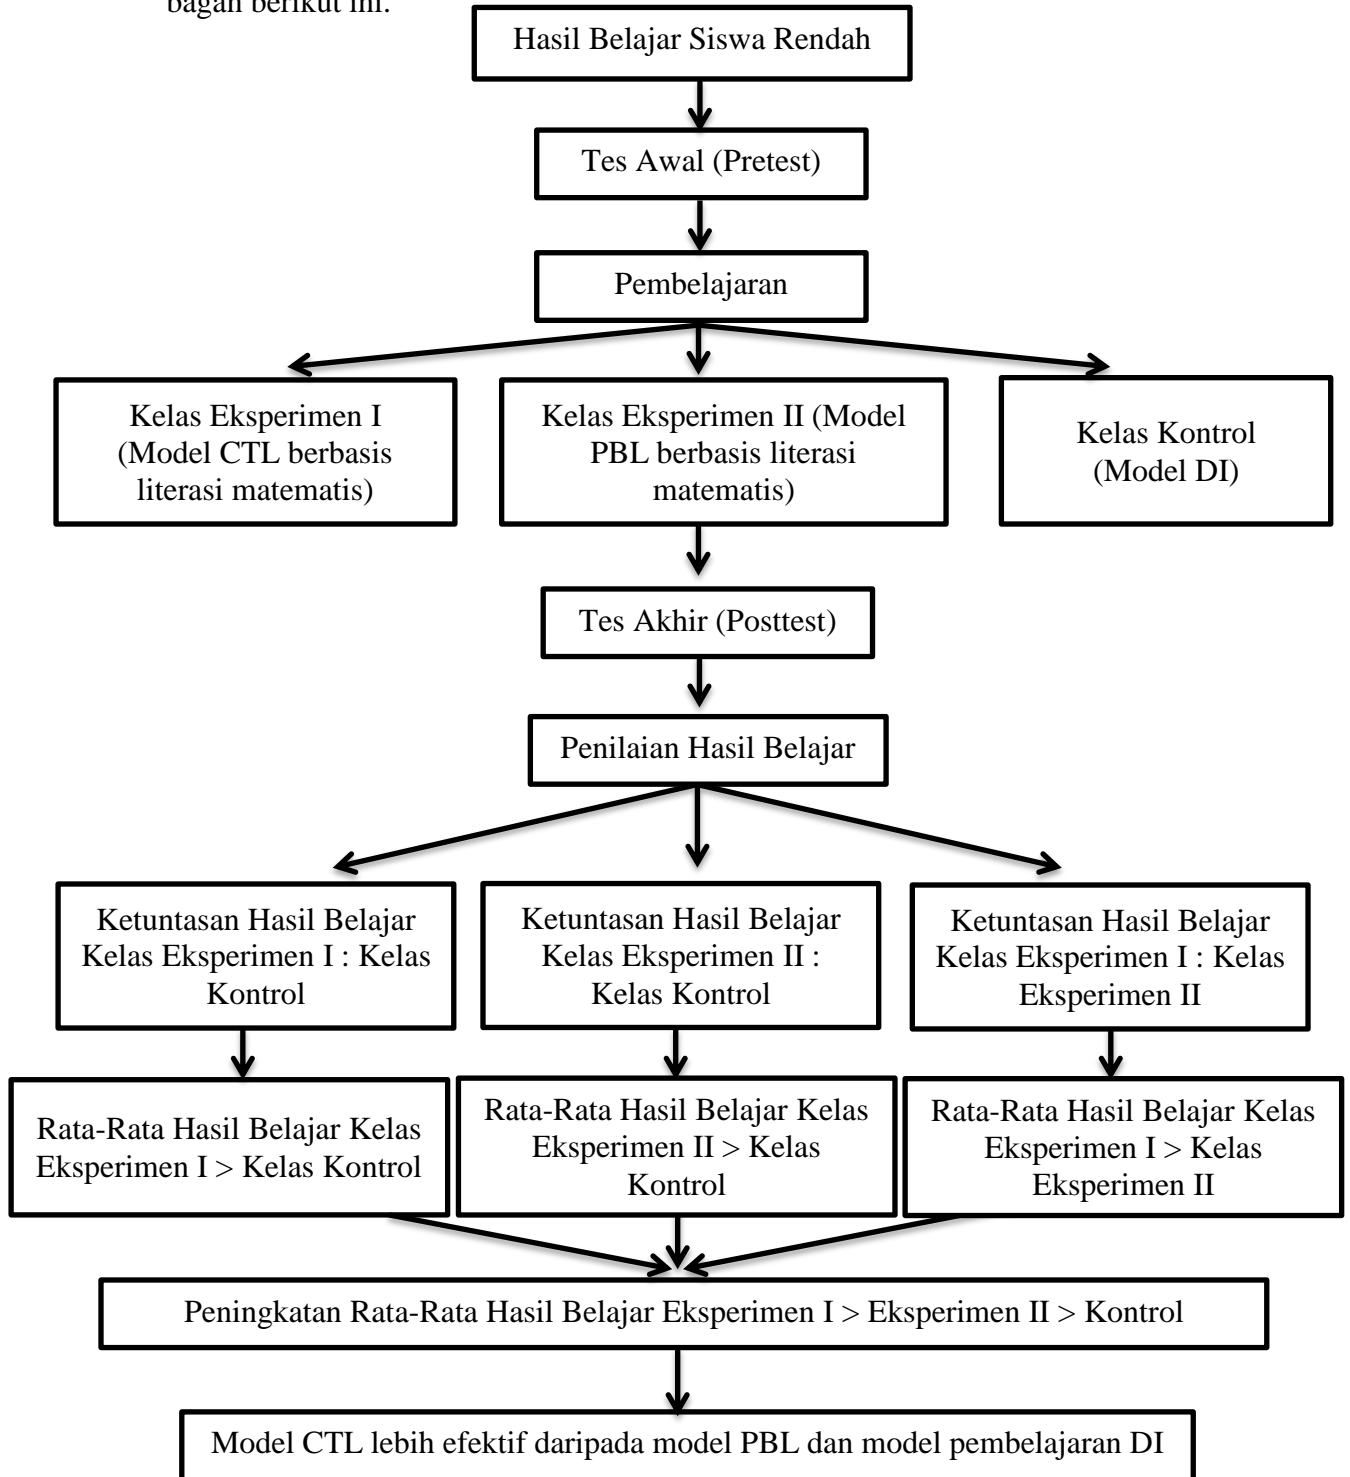 bagan berikut ini.
Hasil Belajar Siswa Rendah
Tes Awal (Pretest)
Pembelajaran
Kelas Eksperimen I
(Model CTL berbasis
literasi matematis)
Kelas Eksperimen II (Model
PBL berbasis literasi
matematis)
Kelas Kontrol
(Model DI)
Tes Akhir (Posttest)
Penilaian Hasil Belajar
Ketuntasan Hasil Belajar
Kelas Eksperimen I : Kelas
Kontrol
Ketuntasan Hasil Belajar
Kelas Eksperimen II :
Kelas Kontrol
Ketuntasan Hasil Belajar
Kelas Eksperimen I : Kelas
Eksperimen II
Rata-Rata Hasil Belajar Kelas
Eksperimen I > Kelas Kontrol
Rata-Rata Hasil Belajar Kelas
Eksperimen II > Kelas
Kontrol
Rata-Rata Hasil Belajar Kelas
Eksperimen I > Kelas
Eksperimen II
Peningkatan Rata-Rata Hasil Belajar Eksperimen I > Eksperimen II > Kontrol
Model CTL lebih efektif daripada model PBL dan model pembelajaran DI